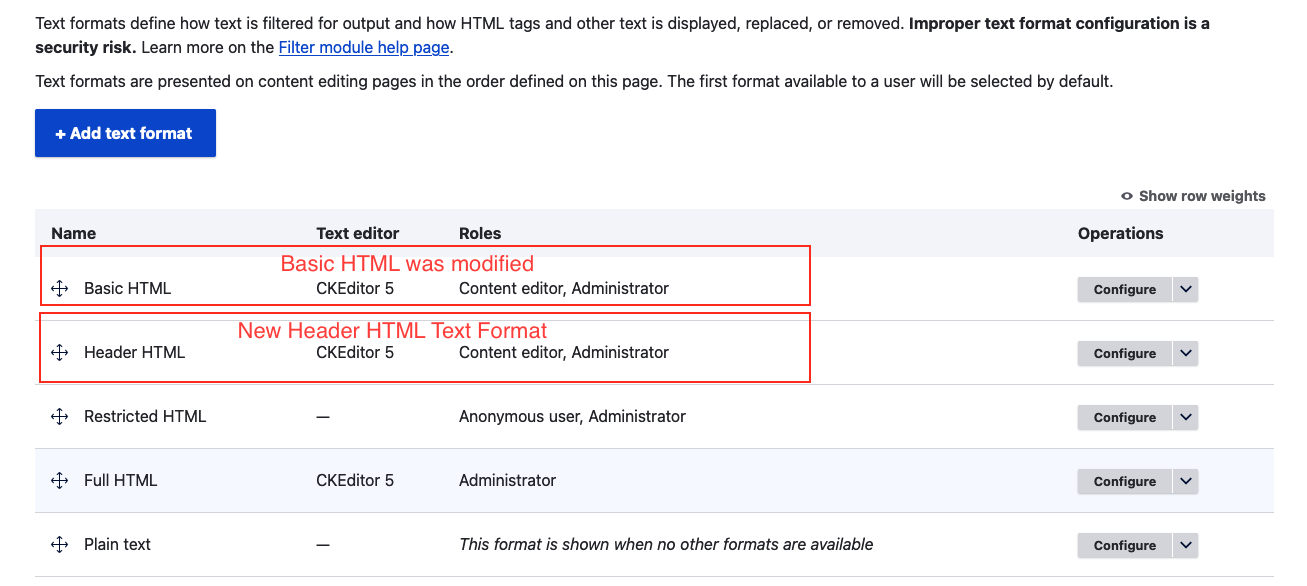 Text formats define how text is filtered for output and how HTML tags and other text is displayed, replaced, or removed. Improper text format configuration is a
security risk. Learn more on the Filter module help page.
Text formats are presented on content editing pages in the order defined on this page. The first format available to a user will be selected by default.
+ Add text format
Show row weights
Name Text editor Roles Operations
Basic HTML was modified
Basic HTML CKEditor 5 Content editor, Administrator Configure
New Header HTML Text Format
Header HTML CKEditor 5 Content editor, Administrator Configure
Restricted HTML — Anonymous user, Administrator Configure
Full HTML CKEditor 5 Administrator Configure
Plain text — This format is shown when no other formats are available Configure